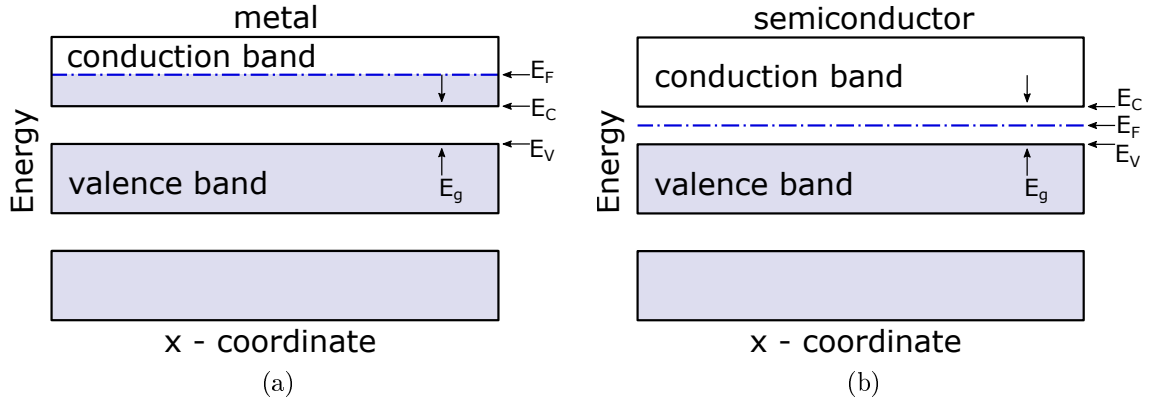 metal
conduction band
E_F
E_C
E_V
valence band
E_g
Energy
x - coordinate
(a)
semiconductor
conduction band
E_C
E_F
E_V
valence band
E_g
Energy
x - coordinate
(b)